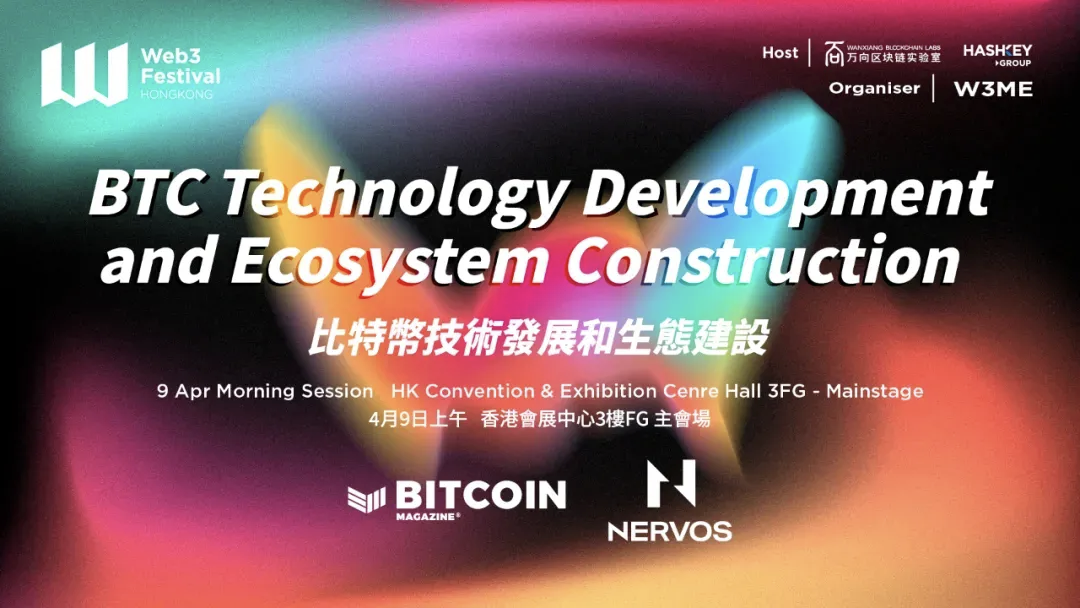 Web3
Festival
HONGKONG
Host
WANXIANG BLOCKCHAIN LABS
万向区块链实验室
HASHKEY
GROUP
Organiser
W3ME
BTC Technology Development
and Ecosystem Construction
比特幣技術發展和生態建設
9 Apr Morning Session HK Convention & Exhibition Cenre Hall 3FG - Mainstage
4月9日上午 香港會展中心3樓FG 主會場
BITCOIN
MAGAZINE®
NERVOS